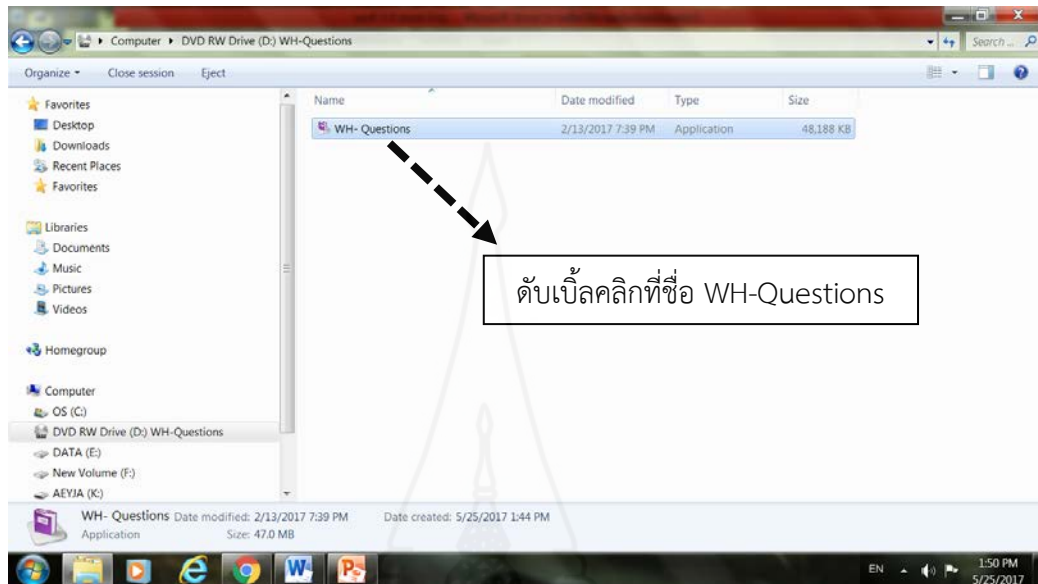 Computer ▸ DVD RW Drive (D:) WH-Questions
Search ...
Organize Close session Eject
Name Date modified Type Size
WH- Questions 2/13/2017 7:39 PM Application 48,188 KB
Favorites
Desktop
Downloads
Recent Places
Favorites
Libraries
Documents
Music
Pictures
Videos
Homegroup
Computer
OS (C:)
DVD RW Drive (D:) WH-Questions
DATA (E:)
New Volume (F:)
AEYJA (K:)
ดับเบิ้ลคลิกที่ชื่อ WH-Questions
WH- Questions Date modified: 2/13/2017 7:39 PM Date created: 5/25/2017 1:44 PM
Application Size: 47.0 MB
EN 1:50 PM
5/25/2017